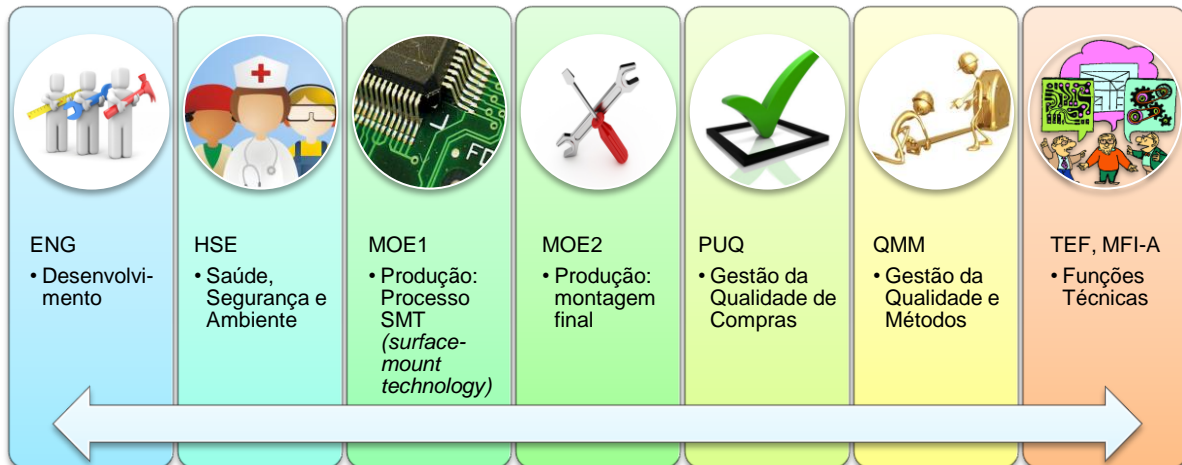 ENG
• Desenvolvi-
mento
HSE
• Saúde,
Segurança e
Ambiente
MOE1
• Produção:
Processo
SMT
(surface-
mount
technology)
MOE2
• Produção:
montagem
final
PUQ
• Gestão da
Qualidade de
Compras
QMM
• Gestão da
Qualidade e
Métodos
TEF, MFI-A
• Funções
Técnicas